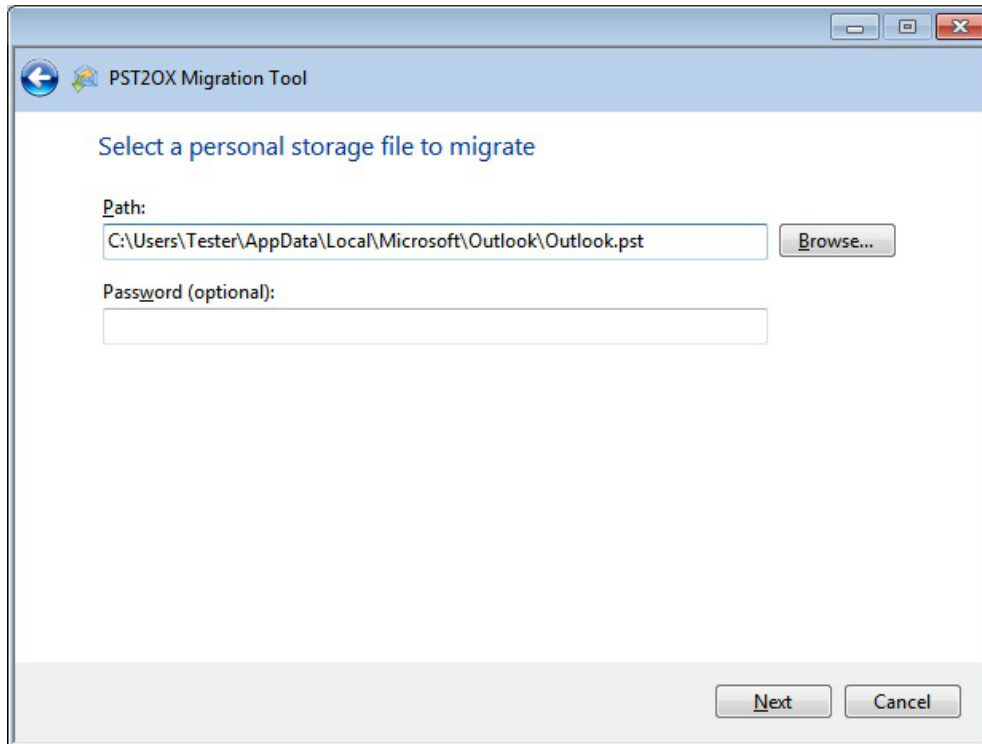 PST2OX Migration Tool
Select a personal storage file to migrate
Path:
C:\Users\Tester\AppData\Local\Microsoft\Outlook\Outlook.pst
Browse...
Password (optional):
Next
Cancel